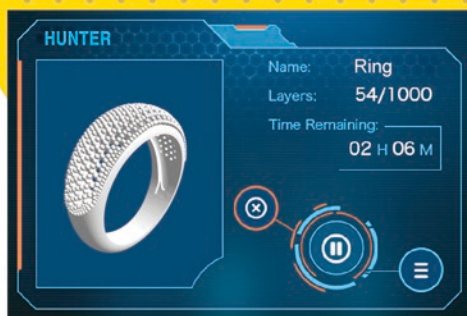 HUNTER
Name: Ring
Layers: 54/1000
Time Remaining:
02 H 06 M